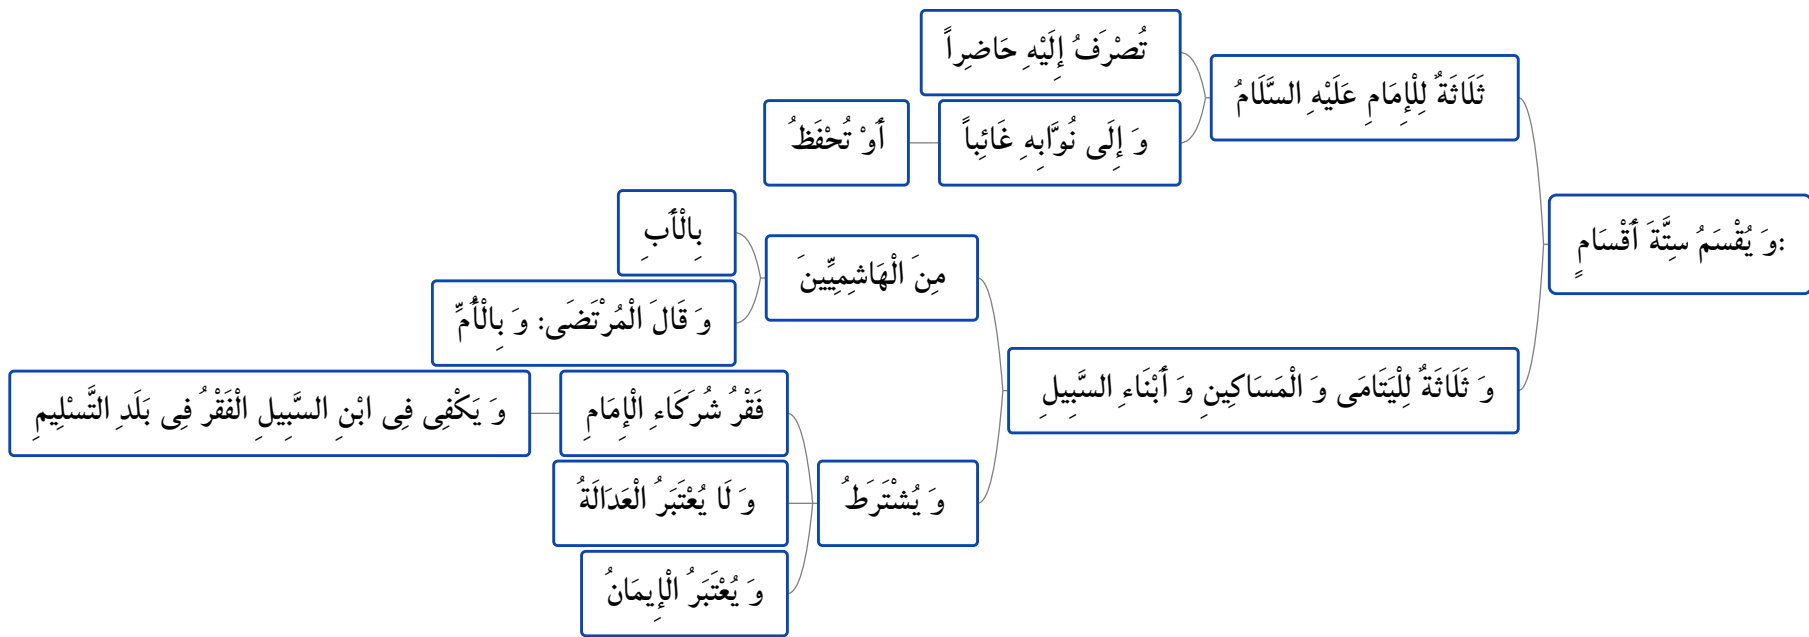 وَ يُقْسَمُ سِتَّةَ أَقْسَامٍ:
ثَلَاثَةٌ لِلْإِمَامِ عَلَيْهِ السَّلَامُ
تُصْرَفُ إِلَيْهِ حَاضِراً
وَ إِلَى نُوَّابِهِ غَائِباً
أَوْ تُحْفَظُ
وَ ثَلَاثَةٌ لِلْيَتَامَى وَ الْمَسَاكِينِ وَ أَبْنَاءِ السَّبِيلِ
مِنَ الْهَاشِمِيِّينَ
بِالْأَبِ
وَ قَالَ الْمُرْتَضَى: وَ بِالْأُمِّ
وَ يُشْتَرَطُ
فَقْرُ شُرَكَاءِ الْإِمَامِ
وَ يَكْفِى فِى ابْنِ السَّبِيلِ الْفَقْرُ فِى بَلَدِ التَّسْلِيمِ
وَ لَا يُعْتَبَرُ الْعَدَالَةُ
وَ يُعْتَبَرُ الْإِيمَانُ